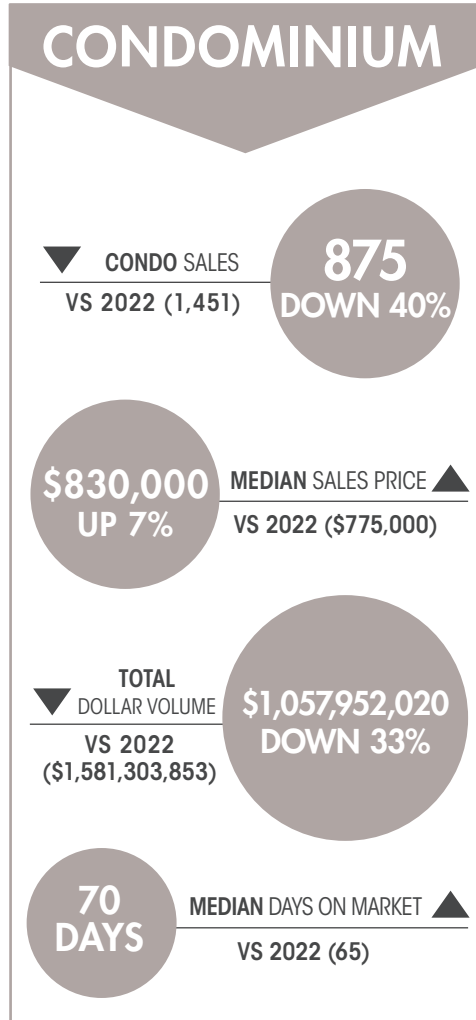 CONDOMINIUM
CONDO SALES
VS 2022 (1,451)
875
DOWN 40%
$830,000
UP 7%
MEDIAN SALES PRICE
VS 2022 ($775,000)
TOTAL
DOLLAR VOLUME
VS 2022
($1,581,303,853)
$1,057,952,020
DOWN 33%
70
DAYS
MEDIAN DAYS ON MARKET
VS 2022 (65)